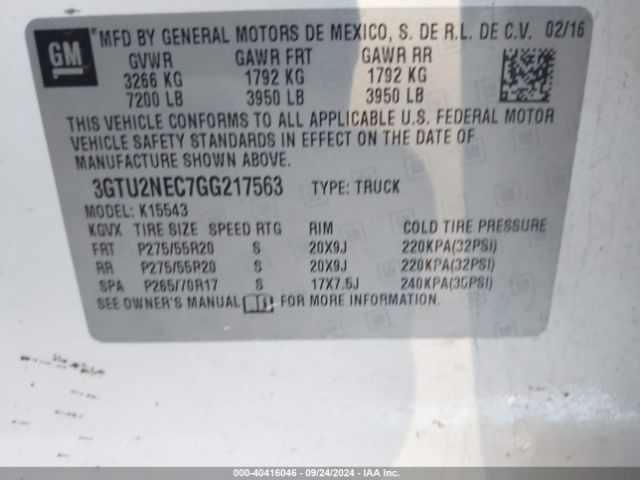 GM *MFD BY GENERAL MOTORS DE MEXICO, S. DE R.L. DE C.V. 02/16
GVWR GAWR FRT GAWR RR
3266 KG 1792 KG 1792 KG
7200 LB 3950 LB 3950 LB
THIS VEHICLE CONFORMS TO ALL APPLICABLE U.S. FEDERAL MOTOR
VEHICLE SAFETY STANDARDS IN EFFECT ON THE DATE OF
MANUFACTURE SHOWN ABOVE.
3GTU2NEC7GG217563 TYPE: TRUCK
MODEL: K15543
KGVX TIRE SIZE SPEED RTG RIM COLD TIRE PRESSURE
FRT P275/55R20 S 20X9J 220KPA(32PSI)
RR P275/55R20 S 20X9J 220KPA(32PSI)
SPA P265/70R17 S 17X7.5J 240KPA(35PSI)
SEE OWNER'S MANUAL FOR MORE INFORMATION.
000-40416046 - 09/24/2024 - IAA Inc.